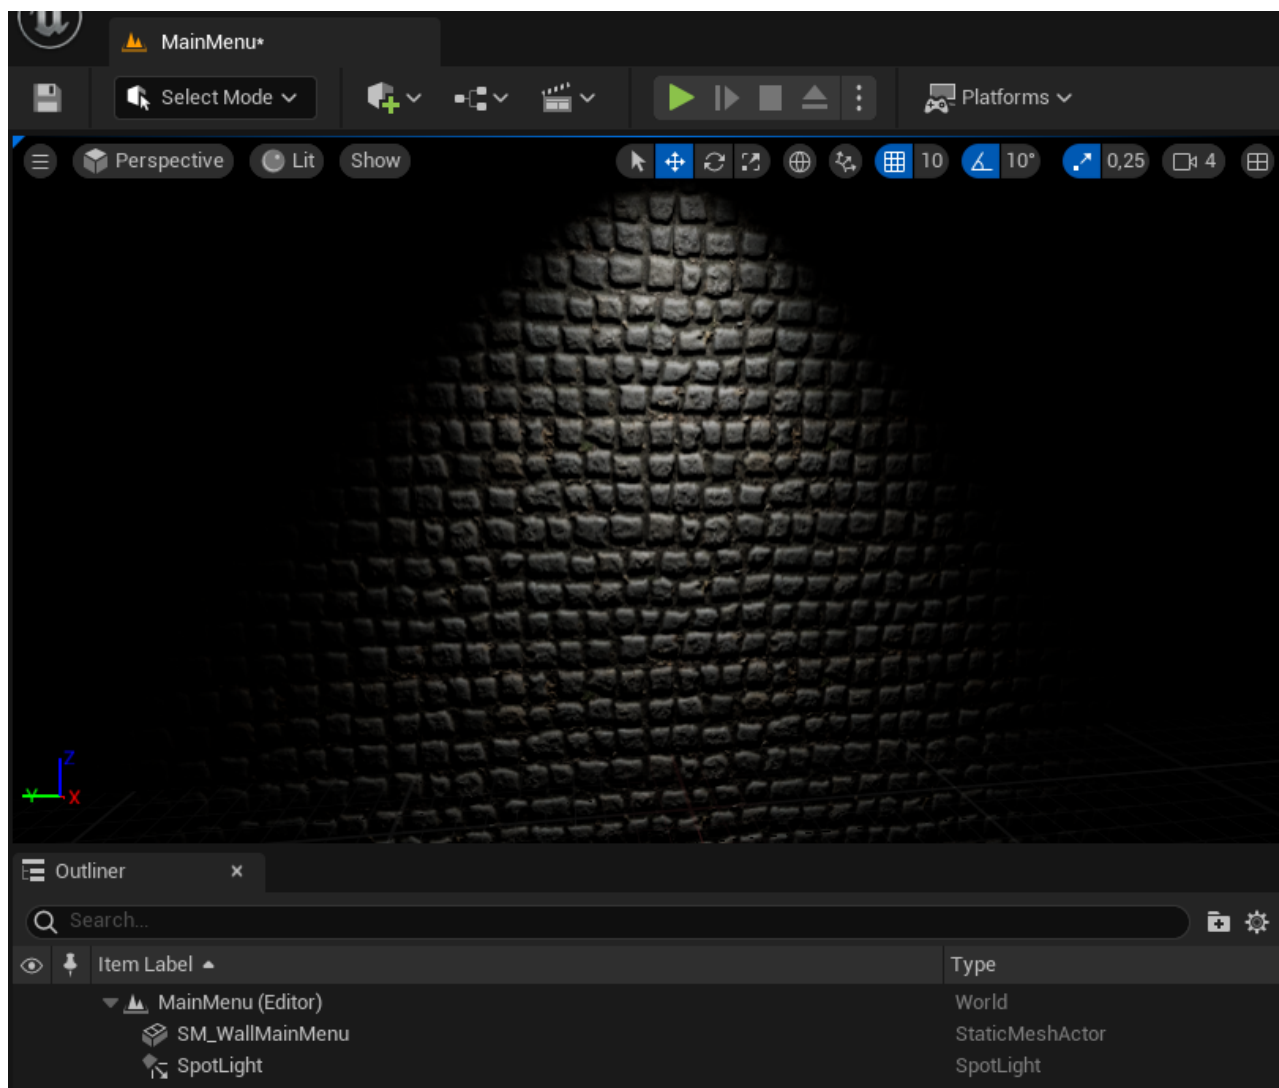 MainMenu*
Select Mode
Platforms
Perspective Lit Show 10 10° 0,25 4
Z
Y X
Outliner
Search...
Item Label Type
MainMenu (Editor) World
SM_WallMainMenu StaticMeshActor
SpotLight SpotLight